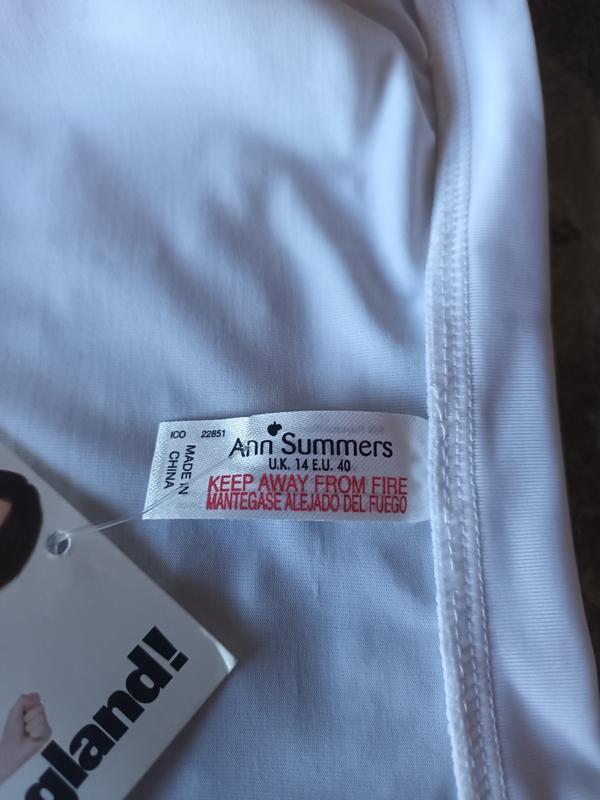 ICO 22851
MADE IN
CHINA
Ann Summers
U.K. 14 E.U. 40
KEEP AWAY FROM FIRE
MANTEGASE ALEJADO DEL FUEGO
gland!